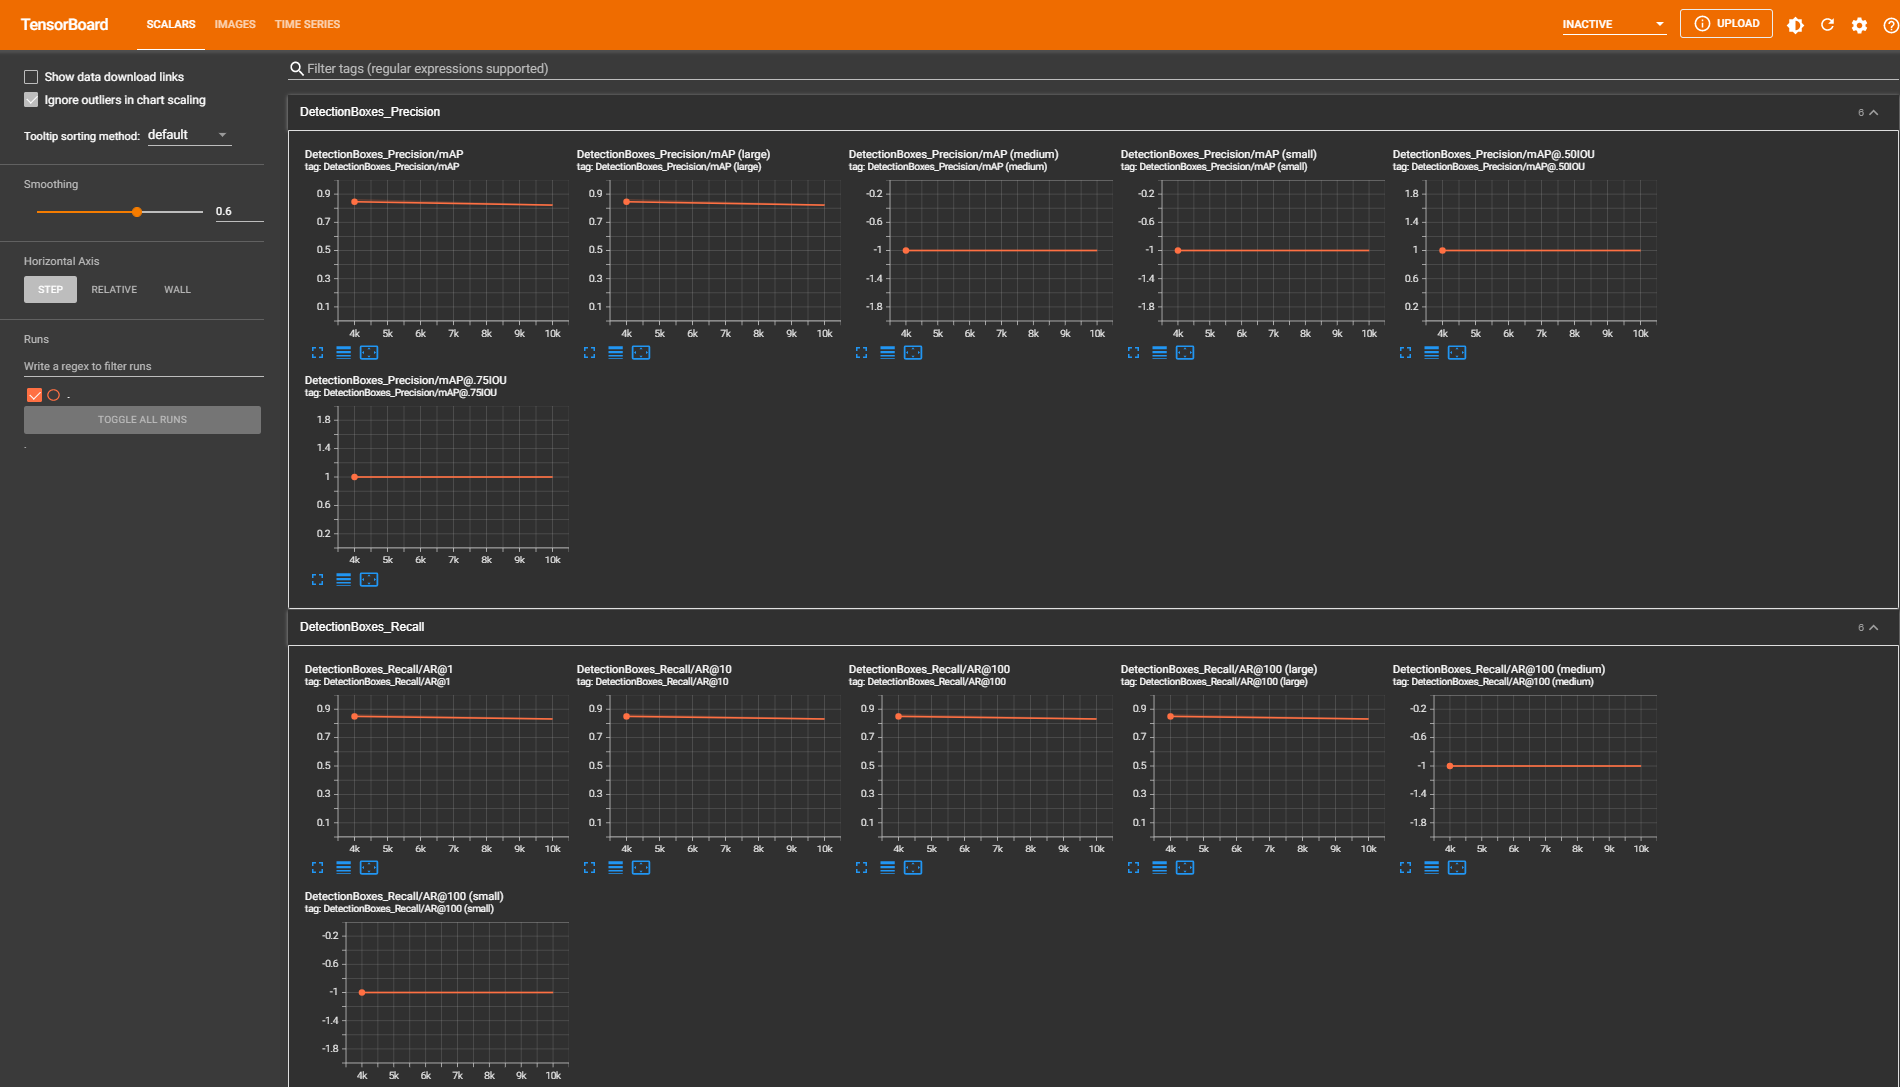 TensorBoard SCALARS IMAGES TIME SERIES INACTIVE UPLOAD
Show data download links
Ignore outliers in chart scaling
Tooltip sorting method: default
Smoothing
0.6
Horizontal Axis
STEP RELATIVE WALL
Runs
Write a regex to filter runs
.
TOGGLE ALL RUNS
.
Filter tags (regular expressions supported)
DetectionBoxes_Precision 6
DetectionBoxes_Precision/mAP
tag: DetectionBoxes_Precision/mAP
0.9
0.7
0.5
0.3
0.1
4k 5k 6k 7k 8k 9k 10k
DetectionBoxes_Precision/mAP (large)
tag: DetectionBoxes_Precision/mAP (large)
0.9
0.7
0.5
0.3
0.1
4k 5k 6k 7k 8k 9k 10k
DetectionBoxes_Precision/mAP (medium)
tag: DetectionBoxes_Precision/mAP (medium)
-0.2
-0.6
-1
-1.4
-1.8
4k 5k 6k 7k 8k 9k 10k
DetectionBoxes_Precision/mAP (small)
tag: DetectionBoxes_Precision/mAP (small)
-0.2
-0.6
-1
-1.4
-1.8
4k 5k 6k 7k 8k 9k 10k
DetectionBoxes_Precision/mAP@.50IOU
tag: DetectionBoxes_Precision/mAP@.50IOU
1.8
1.4
1
0.6
0.2
4k 5k 6k 7k 8k 9k 10k
DetectionBoxes_Precision/mAP@.75IOU
tag: DetectionBoxes_Precision/mAP@.75IOU
1.8
1.4
1
0.6
0.2
4k 5k 6k 7k 8k 9k 10k
DetectionBoxes_Recall 6
DetectionBoxes_Recall/AR@1
tag: DetectionBoxes_Recall/AR@1
0.9
0.7
0.5
0.3
0.1
4k 5k 6k 7k 8k 9k 10k
DetectionBoxes_Recall/AR@10
tag: DetectionBoxes_Recall/AR@10
0.9
0.7
0.5
0.3
0.1
4k 5k 6k 7k 8k 9k 10k
DetectionBoxes_Recall/AR@100
tag: DetectionBoxes_Recall/AR@100
0.9
0.7
0.5
0.3
0.1
4k 5k 6k 7k 8k 9k 10k
DetectionBoxes_Recall/AR@100 (large)
tag: DetectionBoxes_Recall/AR@100 (large)
0.9
0.7
0.5
0.3
0.1
4k 5k 6k 7k 8k 9k 10k
DetectionBoxes_Recall/AR@100 (medium)
tag: DetectionBoxes_Recall/AR@100 (medium)
-0.2
-0.6
-1
-1.4
-1.8
4k 5k 6k 7k 8k 9k 10k
DetectionBoxes_Recall/AR@100 (small)
tag: DetectionBoxes_Recall/AR@100 (small)
-0.2
-0.6
-1
-1.4
-1.8
4k 5k 6k 7k 8k 9k 10k